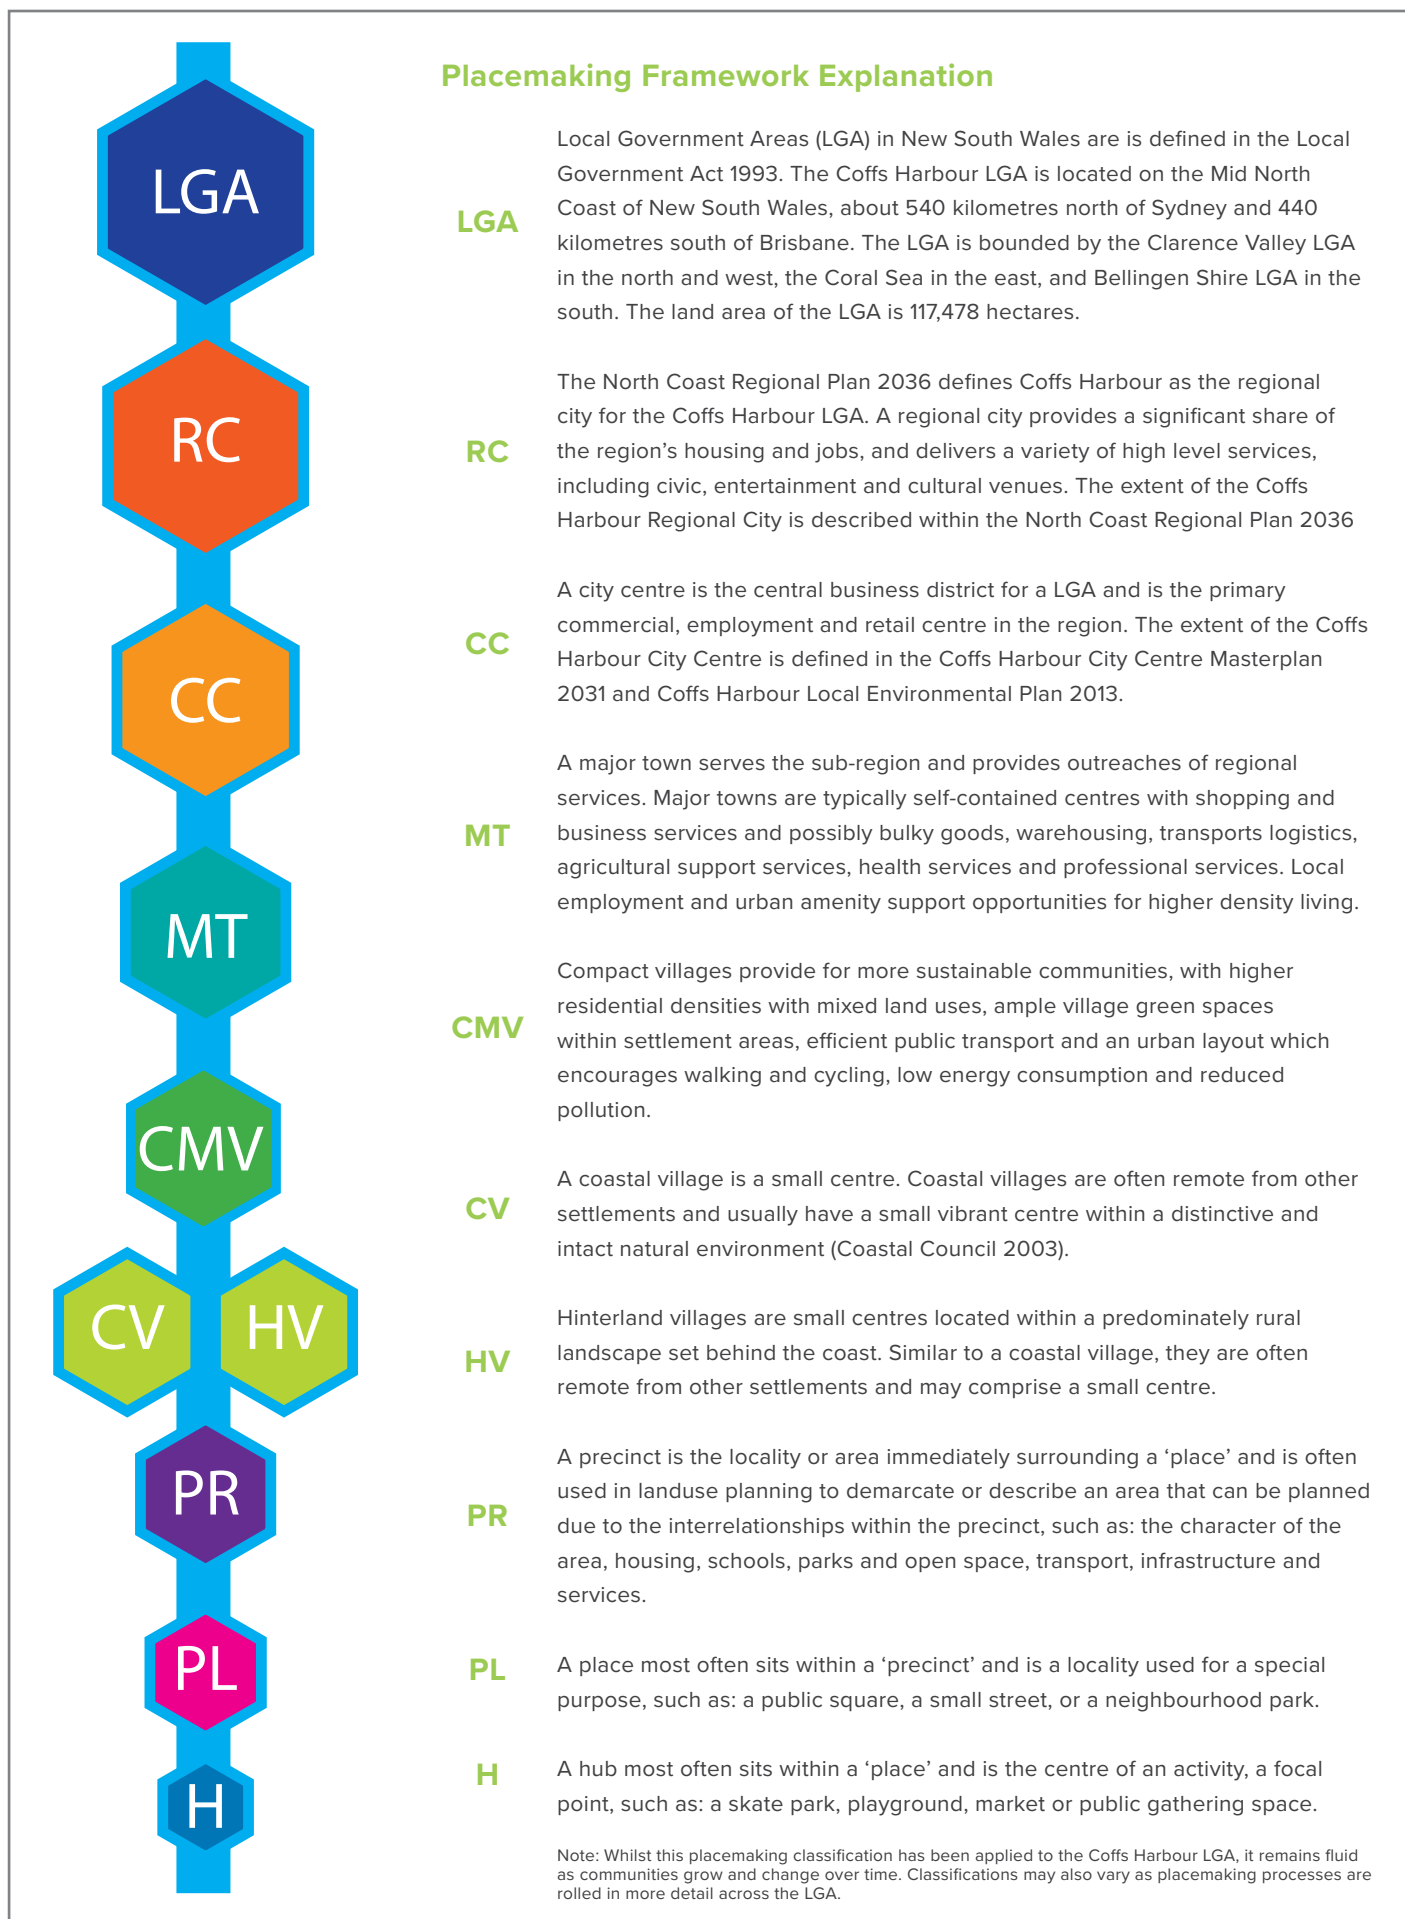 Placemaking Framework Explanation
LGA
RC
CC
MT
CMV
CV
HV
PR
PL
H
LGA
Local Government Areas (LGA) in New South Wales are is defined in the Local
Government Act 1993. The Coffs Harbour LGA is located on the Mid North
Coast of New South Wales, about 540 kilometres north of Sydney and 440
kilometres south of Brisbane. The LGA is bounded by the Clarence Valley LGA
in the north and west, the Coral Sea in the east, and Bellingen Shire LGA in the
south. The land area of the LGA is 117,478 hectares.
RC
The North Coast Regional Plan 2036 defines Coffs Harbour as the regional
city for the Coffs Harbour LGA. A regional city provides a significant share of
the region’s housing and jobs, and delivers a variety of high level services,
including civic, entertainment and cultural venues. The extent of the Coffs
Harbour Regional City is described within the North Coast Regional Plan 2036
CC
A city centre is the central business district for a LGA and is the primary
commercial, employment and retail centre in the region. The extent of the Coffs
Harbour City Centre is defined in the Coffs Harbour City Centre Masterplan
2031 and Coffs Harbour Local Environmental Plan 2013.
MT
A major town serves the sub-region and provides outreaches of regional
services. Major towns are typically self-contained centres with shopping and
business services and possibly bulky goods, warehousing, transports logistics,
agricultural support services, health services and professional services. Local
employment and urban amenity support opportunities for higher density living.
CMV
Compact villages provide for more sustainable communities, with higher
residential densities with mixed land uses, ample village green spaces
within settlement areas, efficient public transport and an urban layout which
encourages walking and cycling, low energy consumption and reduced
pollution.
CV
A coastal village is a small centre. Coastal villages are often remote from other
settlements and usually have a small vibrant centre within a distinctive and
intact natural environment (Coastal Council 2003).
HV
Hinterland villages are small centres located within a predominately rural
landscape set behind the coast. Similar to a coastal village, they are often
remote from other settlements and may comprise a small centre.
PR
A precinct is the locality or area immediately surrounding a ‘place’ and is often
used in landuse planning to demarcate or describe an area that can be planned
due to the interrelationships within the precinct, such as: the character of the
area, housing, schools, parks and open space, transport, infrastructure and
services.
PL
A place most often sits within a ‘precinct’ and is a locality used for a special
purpose, such as: a public square, a small street, or a neighbourhood park.
H
A hub most often sits within a ‘place’ and is the centre of an activity, a focal
point, such as: a skate park, playground, market or public gathering space.
Note: Whilst this placemaking classification has been applied to the Coffs Harbour LGA, it remains fluid
as communities grow and change over time. Classifications may also vary as placemaking processes are
rolled in more detail across the LGA.